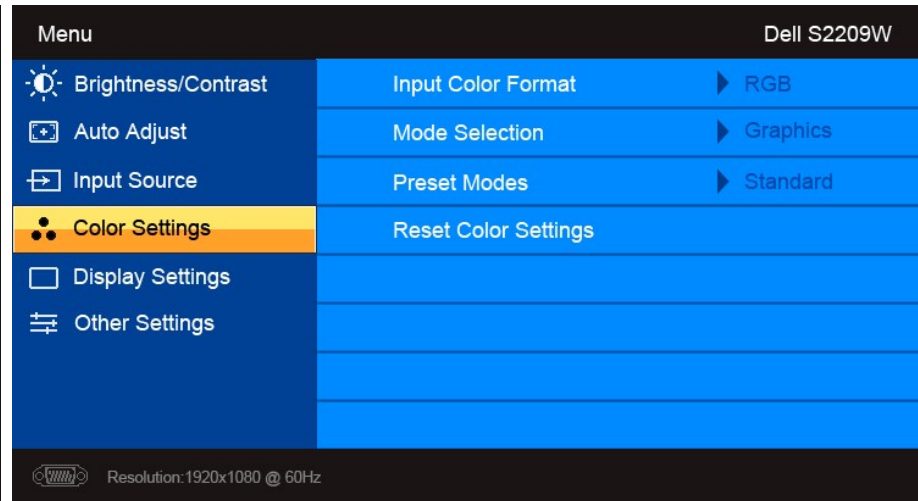 Menu
Dell S2209W
Brightness/Contrast
Auto Adjust
Input Source
Color Settings
Display Settings
Other Settings
Input Color Format
RGB
Mode Selection
Graphics
Preset Modes
Standard
Reset Color Settings
Resolution:1920x1080 @ 60Hz